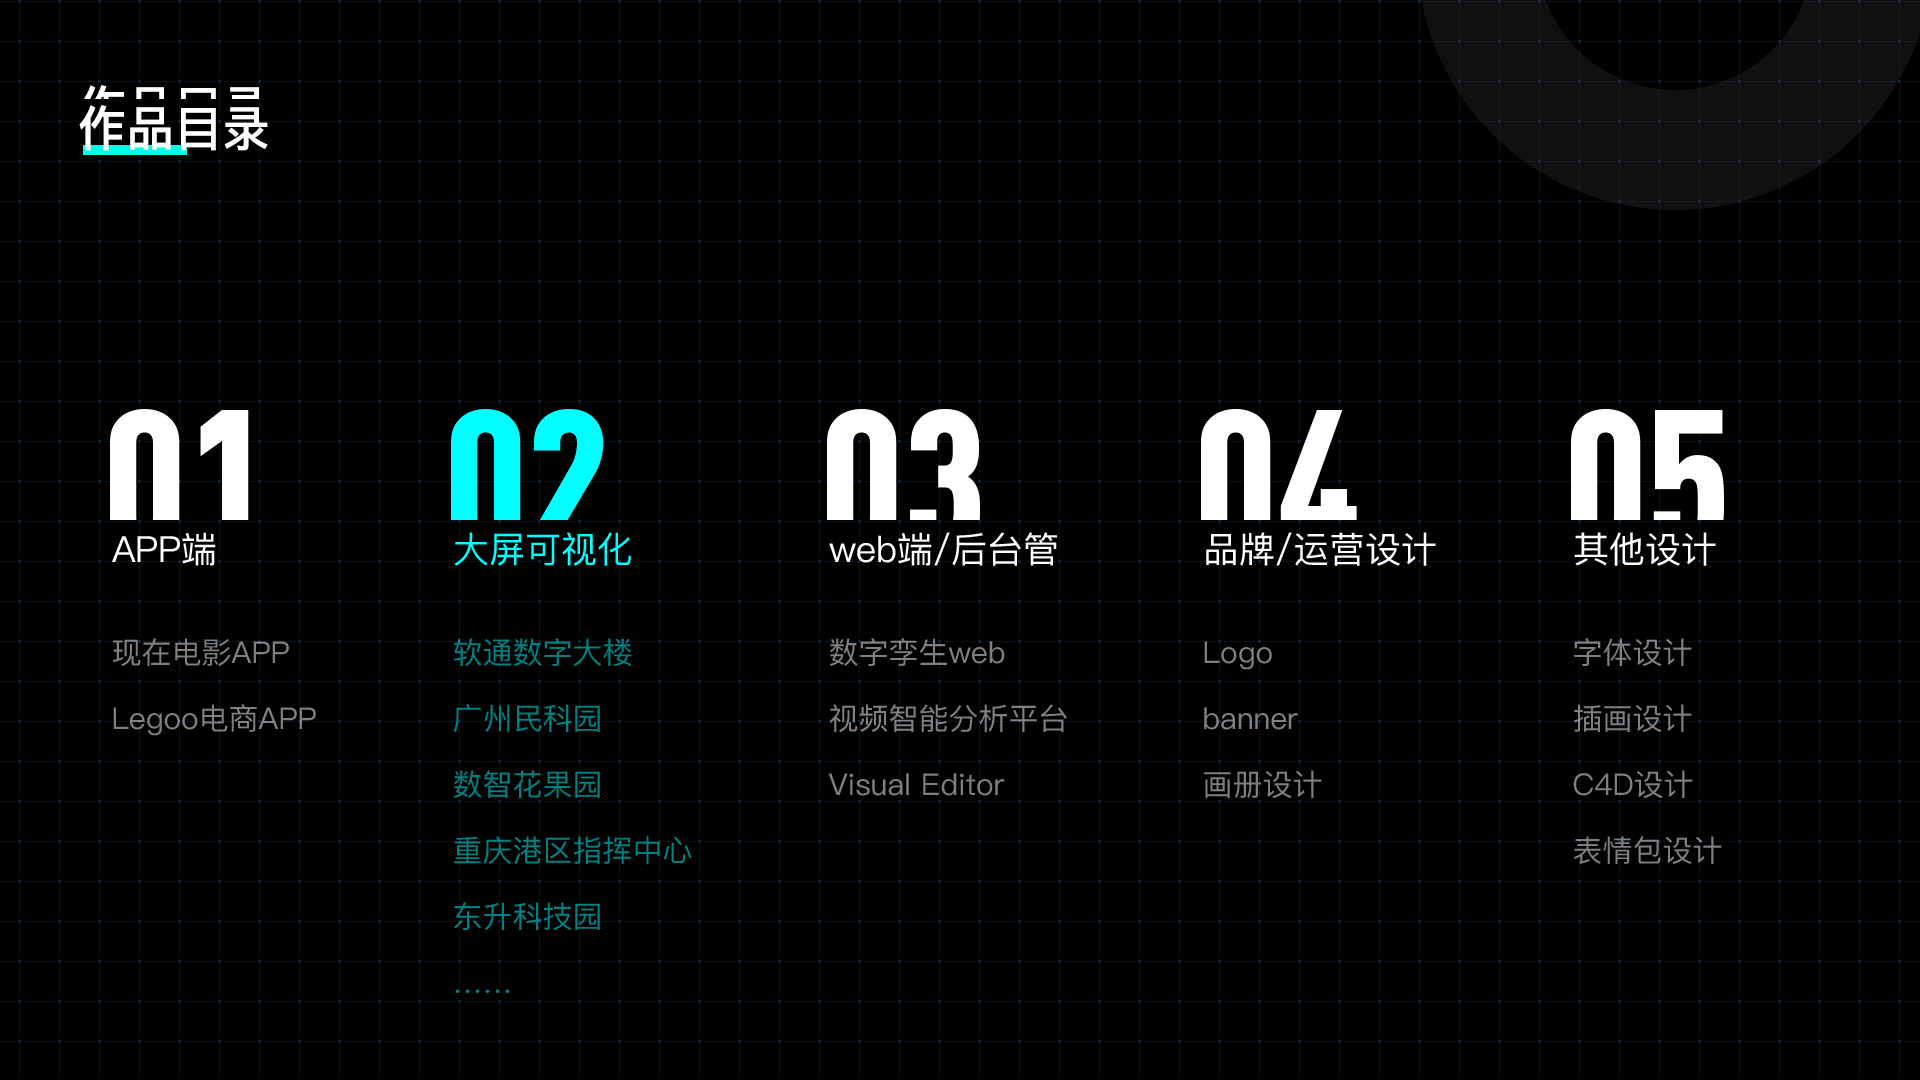 作品目录
01
APP端
现在电影APP
Legoo电商APP
02
大屏可视化
软通数字大楼
广州民科园
数智花果园
重庆港区指挥中心
东升科技园
……
03
web端/后台管
数字孪生web
视频智能分析平台
Visual Editor
04
品牌/运营设计
Logo
banner
画册设计
05
其他设计
字体设计
插画设计
C4D设计
表情包设计